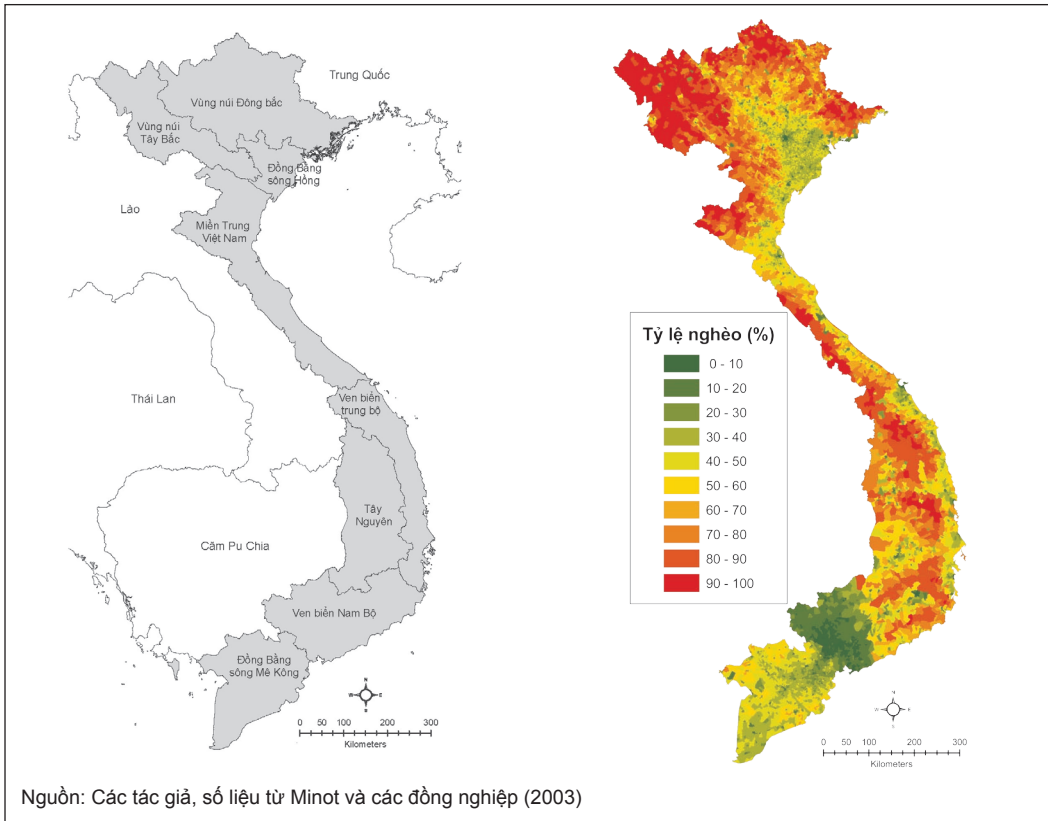 Trung Quốc
Vùng núi Đông bắc
Vùng núi
Tây Bắc
Đồng Bằng
sông Hồng
Lào
Miền Trung
Việt Nam
Thái Lan
Ven biển
trung bộ
Tây
Nguyên
Căm Pu Chia
Ven biển Nam Bộ
Đồng Bằng
sông Mê Kông
N
W E
S
0 50 100 200 300
Kilometers
Tỷ lệ nghèo (%)
0 - 10
10 - 20
20 - 30
30 - 40
40 - 50
50 - 60
60 - 70
70 - 80
80 - 90
90 - 100
0 50 100 200 300
Kilometers
Nguồn: Các tác giả, số liệu từ Minot và các đồng nghiệp (2003)